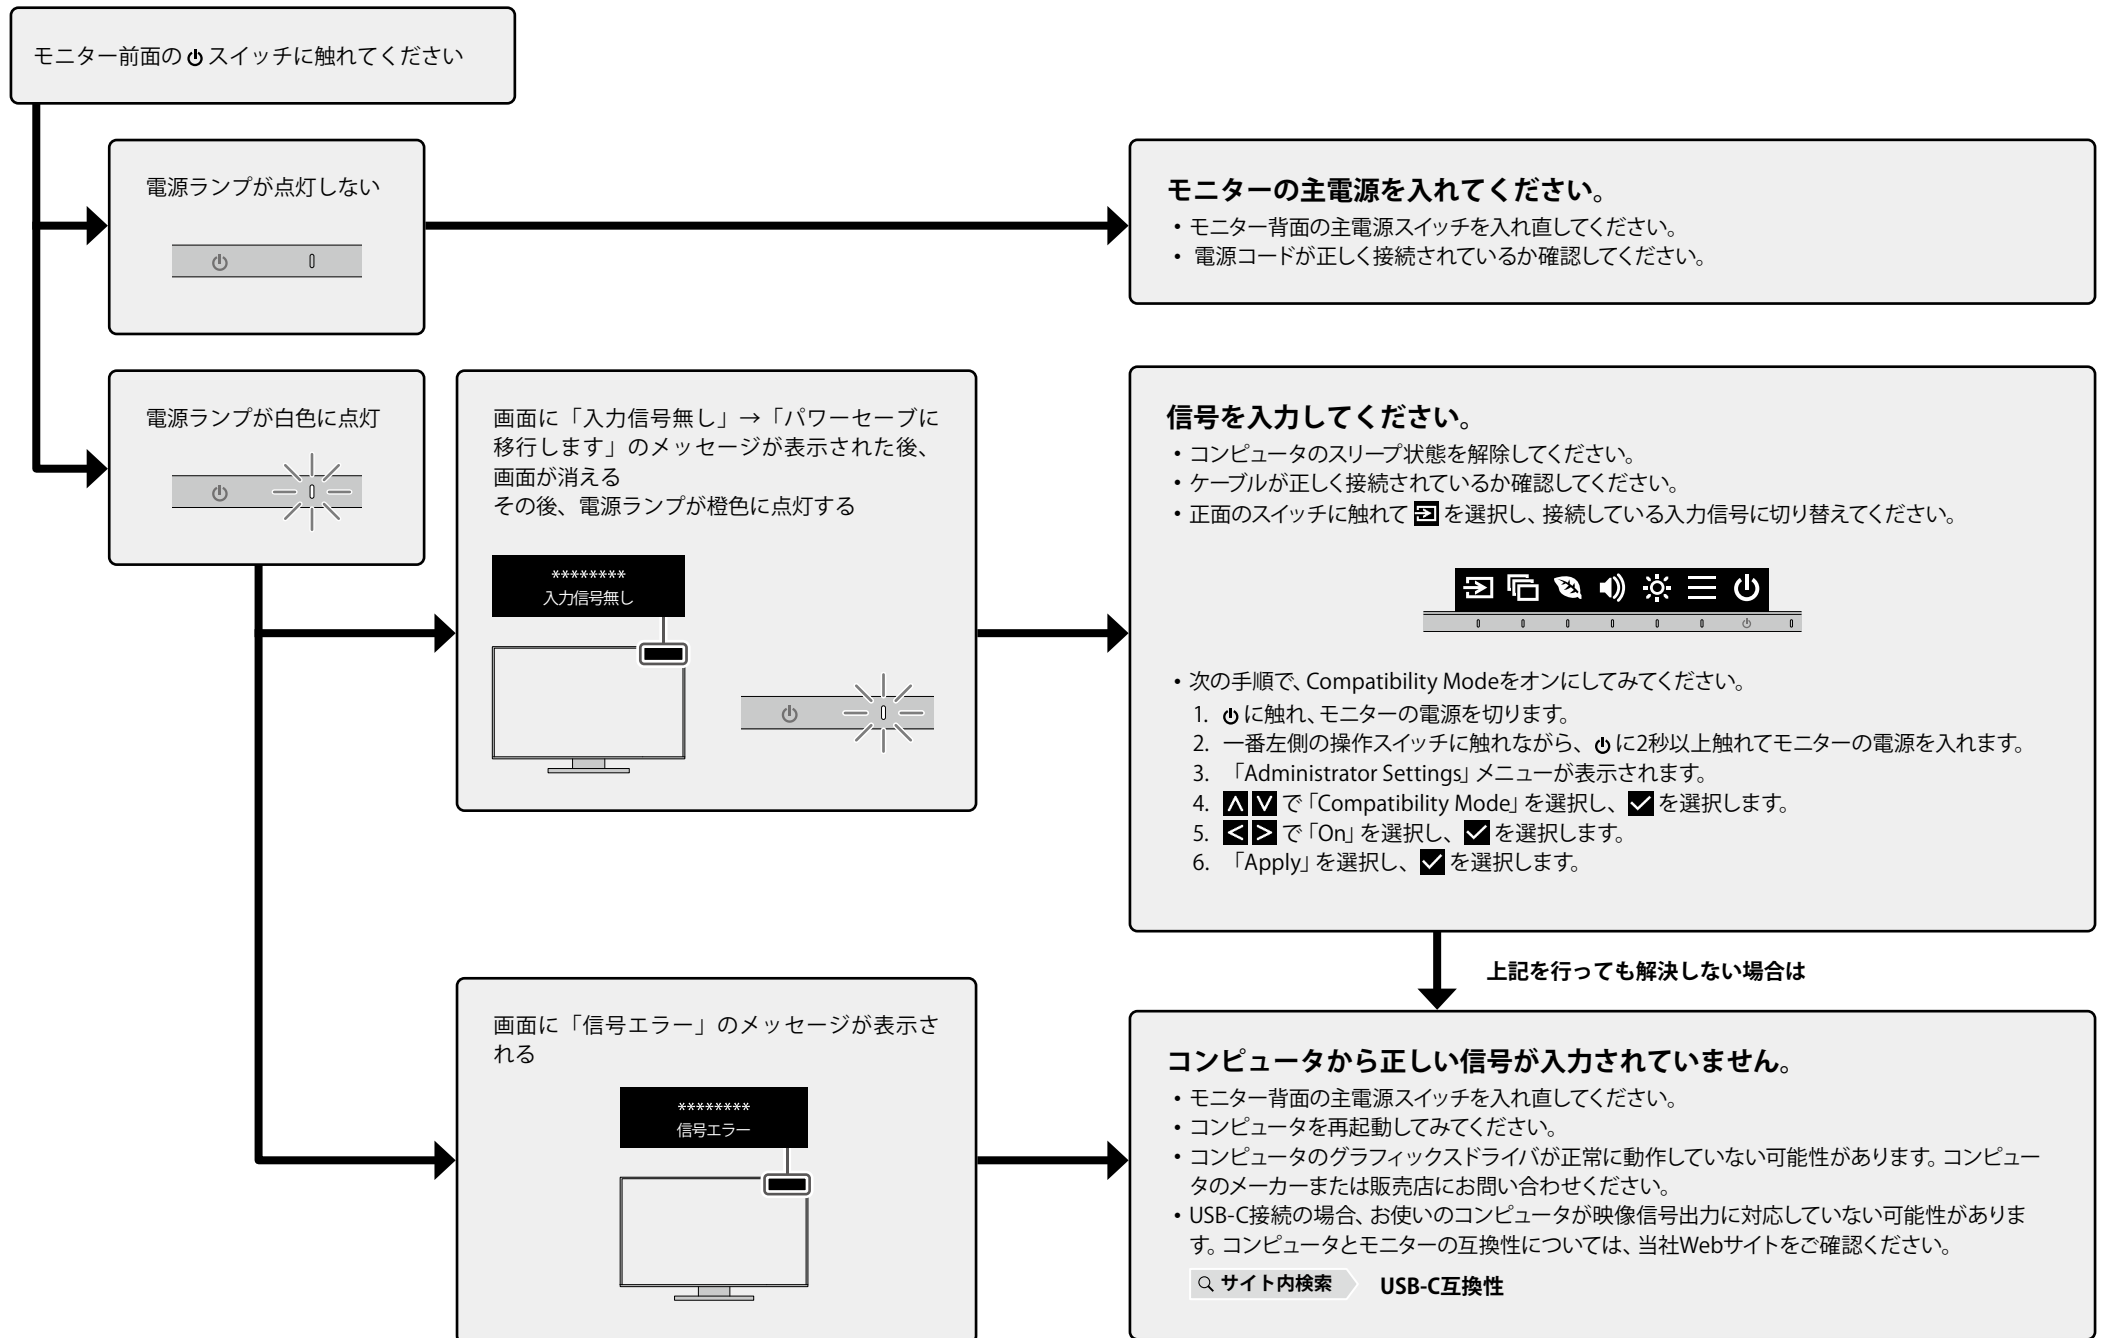 モニター前面の スイッチに触れてください
電源ランプが点灯しない
モニターの主電源を入れてください。
• モニター背面の主電源スイッチを入れ直してください。
• 電源コードが正しく接続されているか確認してください。
電源ランプが白色に点灯
画面に「入力信号無し」→「パワーセーブに
移行します」のメッセージが表示された後、
画面が消える
その後、電源ランプが橙色に点灯する
********
入力信号無し
信号を入力してください。
• コンピュータのスリープ状態を解除してください。
• ケーブルが正しく接続されているか確認してください。
• 正面のスイッチに触れて を選択し、接続している入力信号に切り替えてください。
• 次の手順で、Compatibility Modeをオンにしてみてください。
1. に触れ、モニターの電源を切ります。
2. 一番左側の操作スイッチに触れながら、 に2秒以上触れてモニターの電源を入れます。
3. 「Administrator Settings」メニューが表示されます。
4. で「Compatibility Mode」を選択し、 を選択します。
5. で「On」を選択し、 を選択します。
6. 「Apply」を選択し、 を選択します。
上記を行っても解決しない場合は
画面に「信号エラー」のメッセージが表示さ
れる
********
信号エラー
コンピュータから正しい信号が入力されていません。
• モニター背面の主電源スイッチを入れ直してください。
• コンピュータを再起動してみてください。
• コンピュータのグラフィックスドライバが正常に動作していない可能性があります。コンピュー
タのメーカーまたは販売店にお問い合わせください。
• USB-C接続の場合、お使いのコンピュータが映像信号出力に対応していない可能性がありま
す。コンピュータとモニターの互換性については、当社Webサイトをご確認ください。
サイト内検索 USB-C互換性